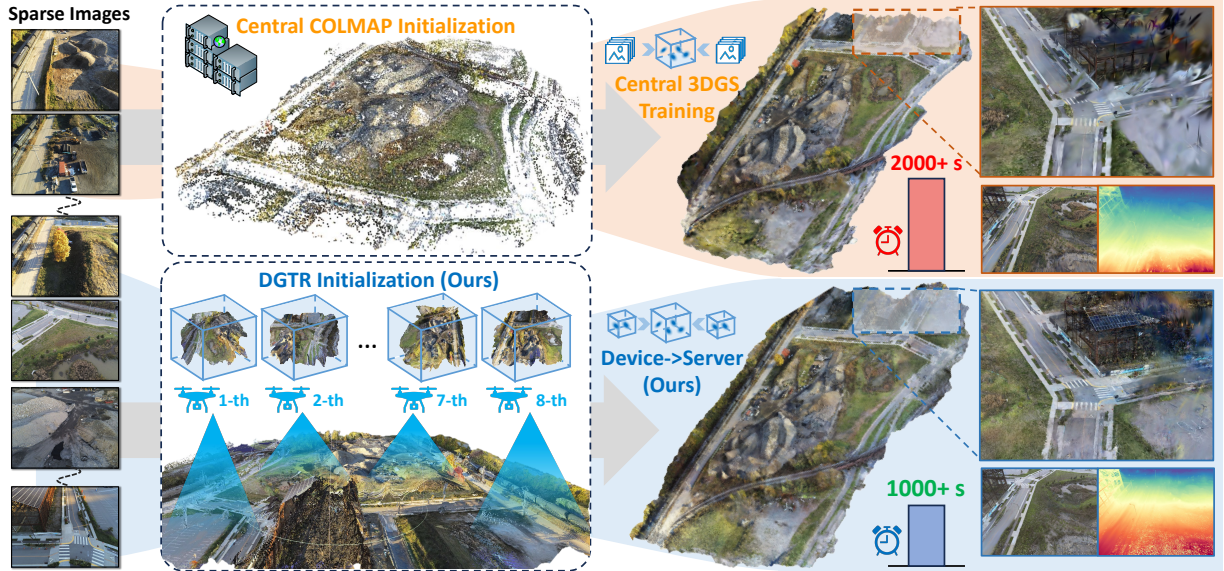 Sparse Images
Central COLMAP Initialization
Central 3DGS
Training
2000+ s
DGTR Initialization (Ours)
...
1-th
2-th
7-th
8-th
Device->Server
(Ours)
1000+ s